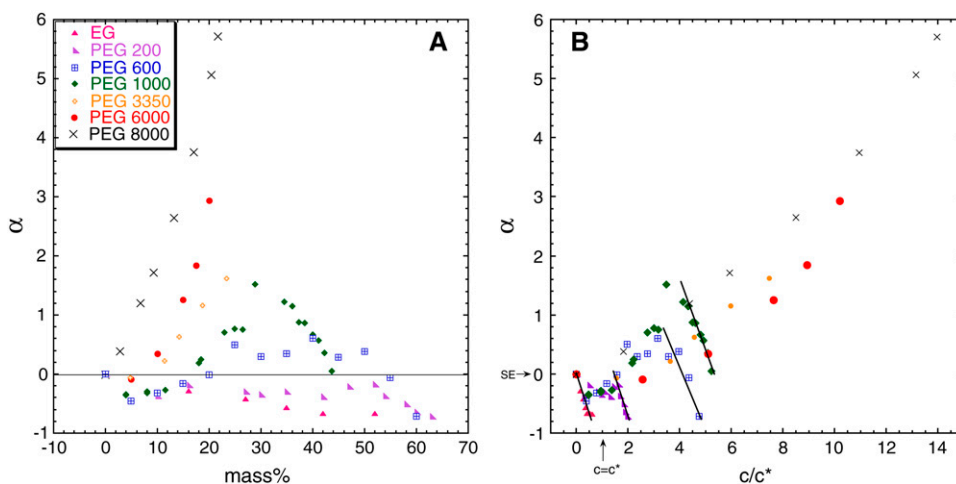 A
B
EG
PEG 200
PEG 600
PEG 1000
PEG 3350
PEG 6000
PEG 8000
α
6
5
4
3
2
1
0
-1
-10 0 10 20 30 40 50 60 70
mass%
α
6
5
4
3
2
1
SE→ 0
-1
0 2 4 6 8 10 12 14
↑
c=c*
c/c*